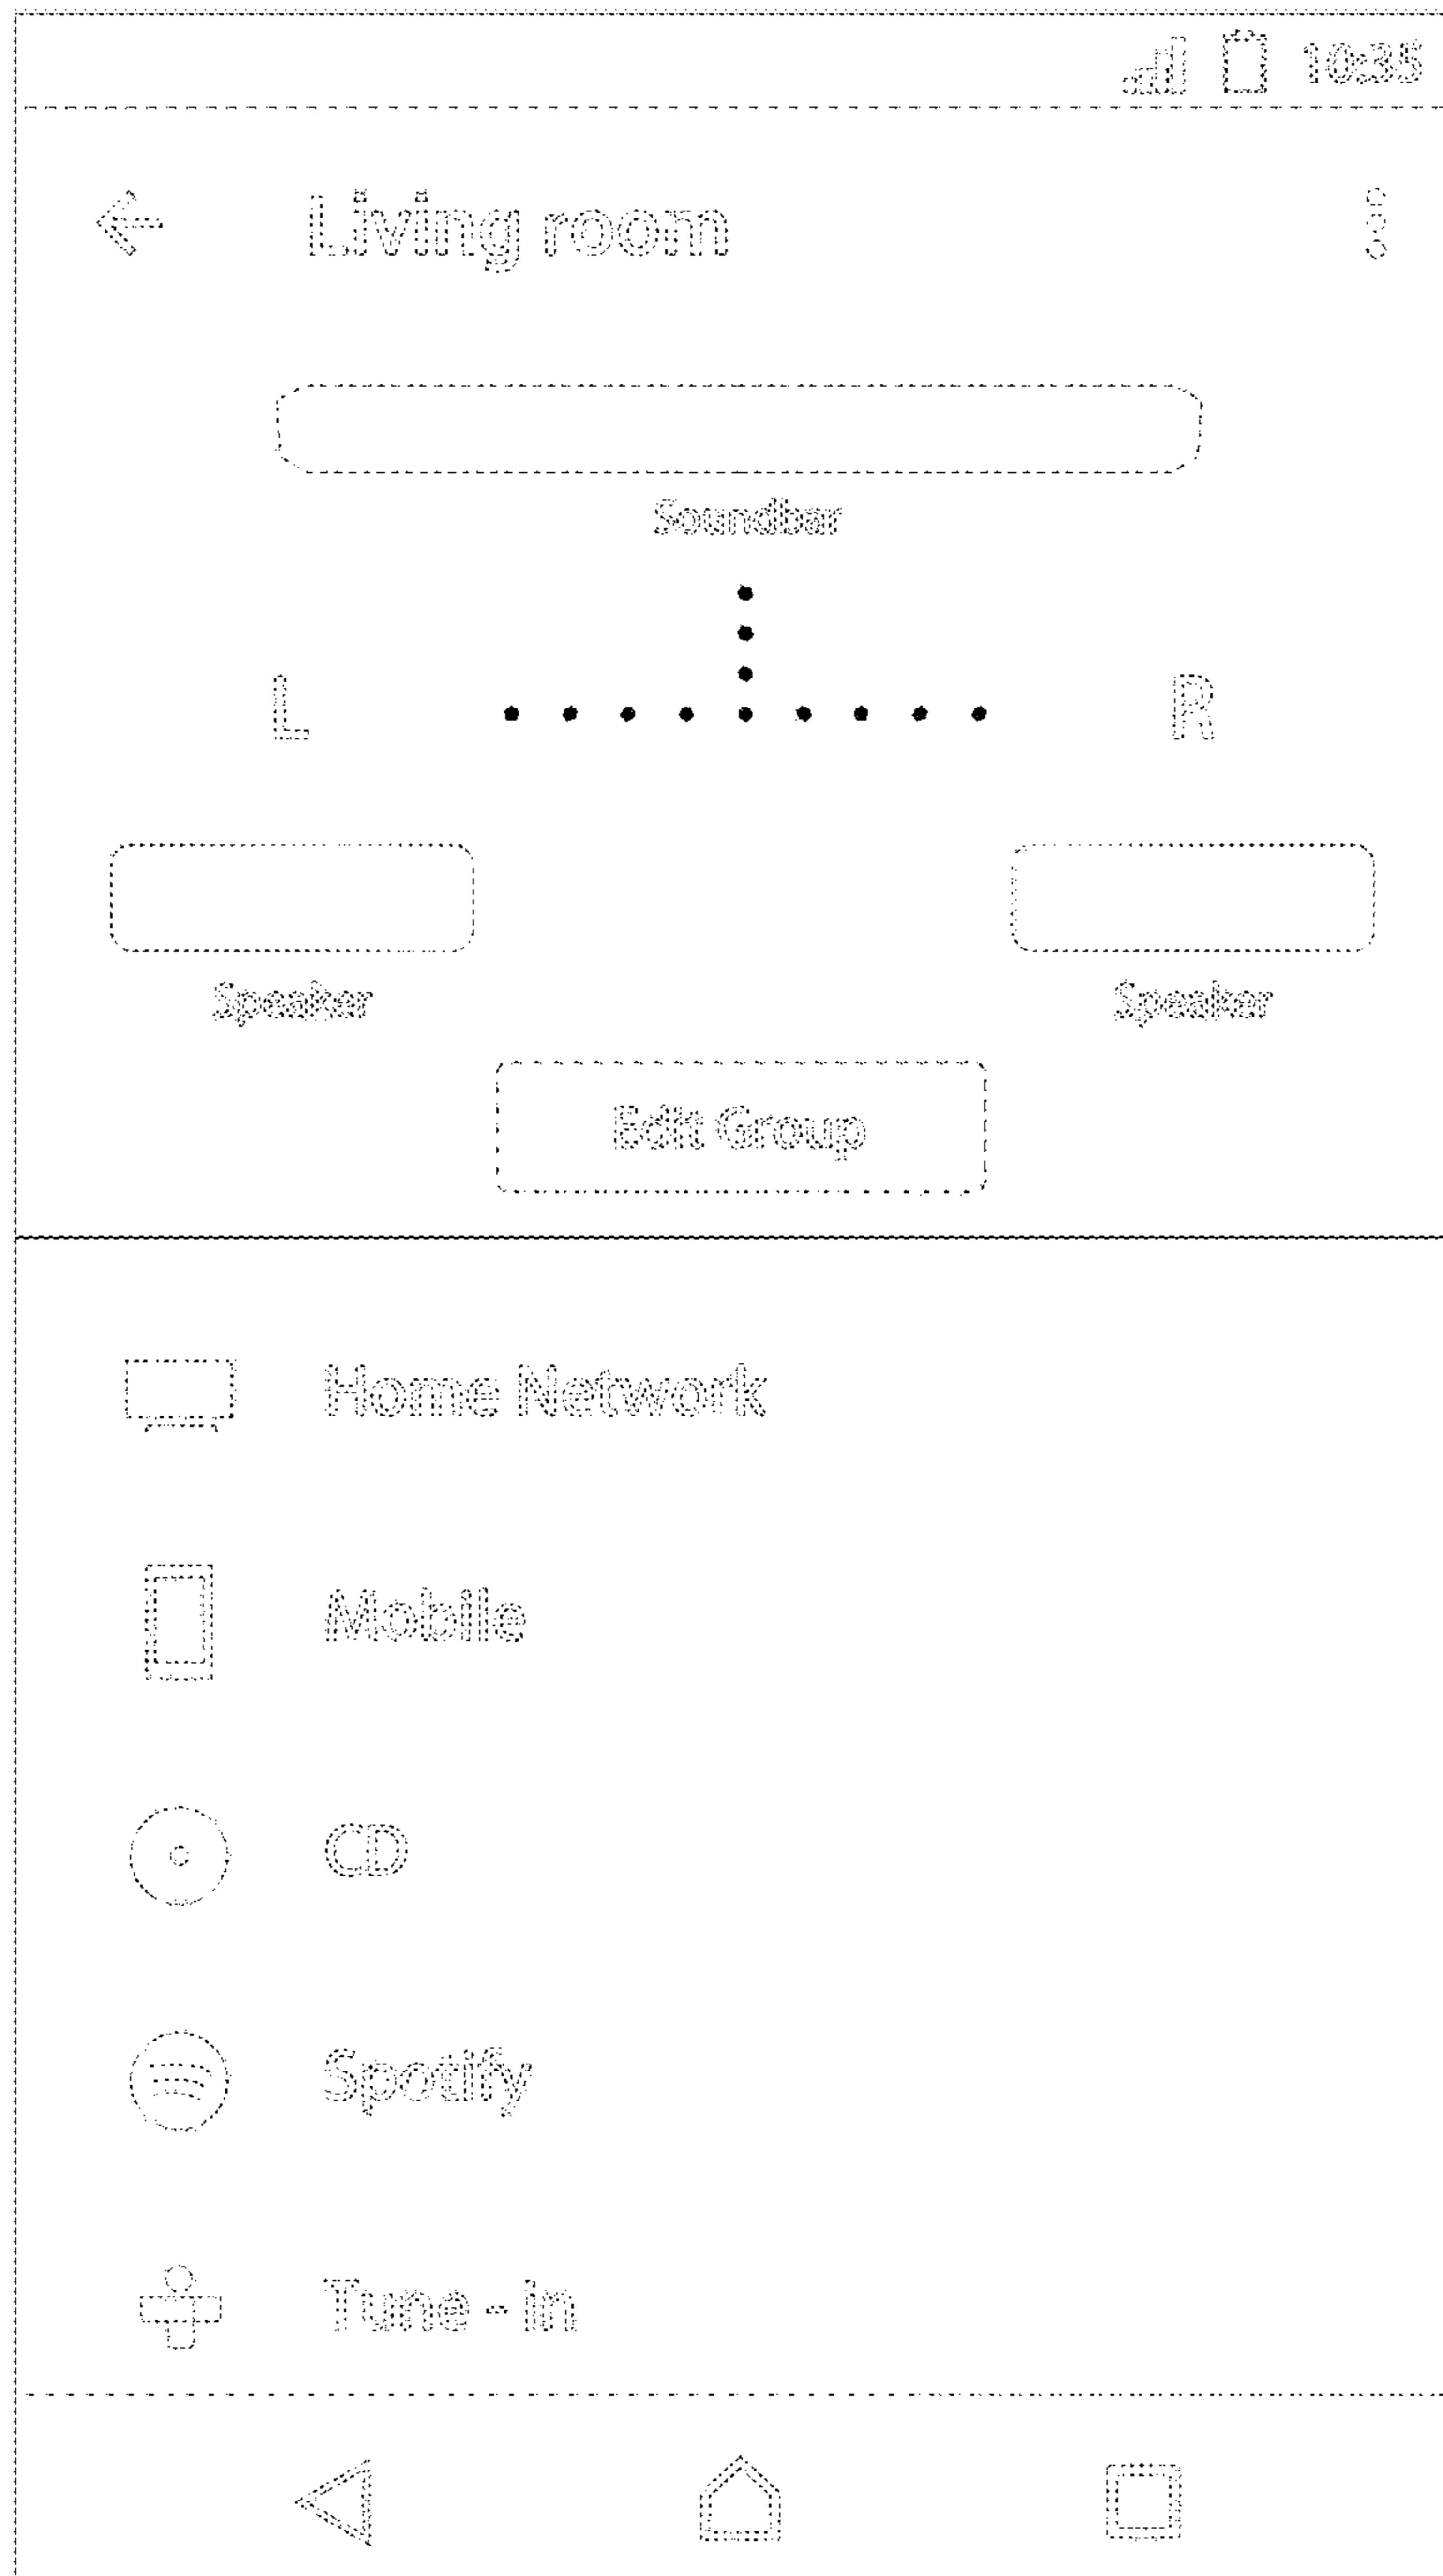 10:35
Living room
Soundbar
L R
Speaker Speaker
Edit Group
Home Network
Mobile
CD
Spotify
Tune - in